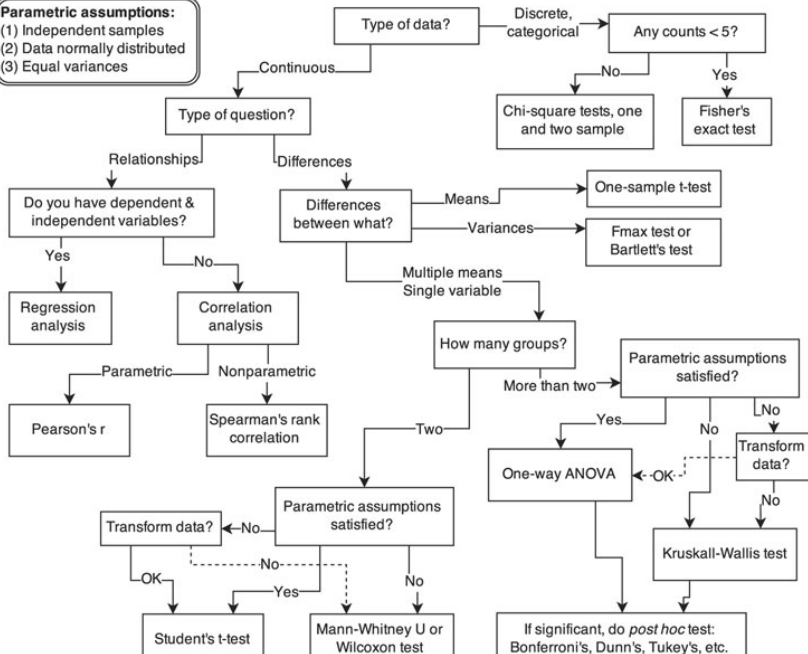 Parametric assumptions:
(1) Independent samples
(2) Data normally distributed
(3) Equal variances
Type of data?
Discrete,
categorical
Any counts < 5?
Continuous
No
Yes
Type of question?
Chi-square tests, one
and two sample
Fisher's
exact test
Relationships
Differences
Do you have dependent &
independent variables?
Differences
between what?
Means
One-sample t-test
Variances
Fmax test or
Bartlett's test
Yes
No
Multiple means
Single variable
Regression
analysis
Correlation
analysis
How many groups?
Parametric assumptions
satisfied?
Parametric
Nonparametric
More than two
Pearson's r
Spearman's rank
correlation
Two
Yes
No
No
Transform
data?
One-way ANOVA
OK
No
Parametric assumptions
satisfied?
Transform data?
No
Kruskall-Wallis test
No
OK
Yes
No
Student's t-test
Mann-Whitney U or
Wilcoxon test
If significant, do post hoc test:
Bonferroni's, Dunn's, Tukey's, etc.